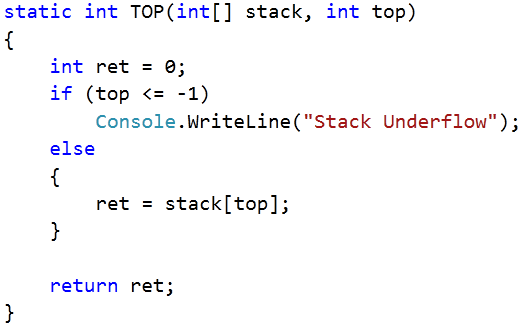 static int TOP(int[] stack, int top)
{
    int ret = 0;
    if (top <= -1)
        Console.WriteLine("Stack Underflow");
    else
    {
        ret = stack[top];
    }

    return ret;
}